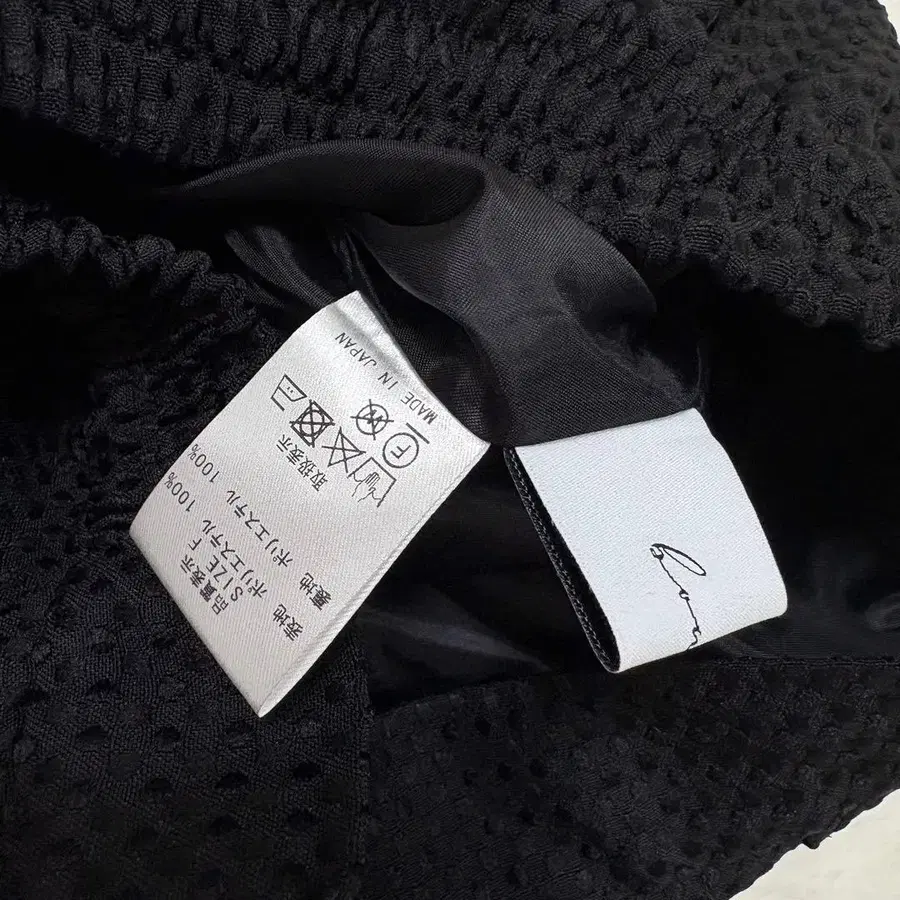 品質表示
SIZE F
表地 ポリエステル 100%
裏地 ポリエステル 100%
取扱表示
F
W
MADE IN JAPAN